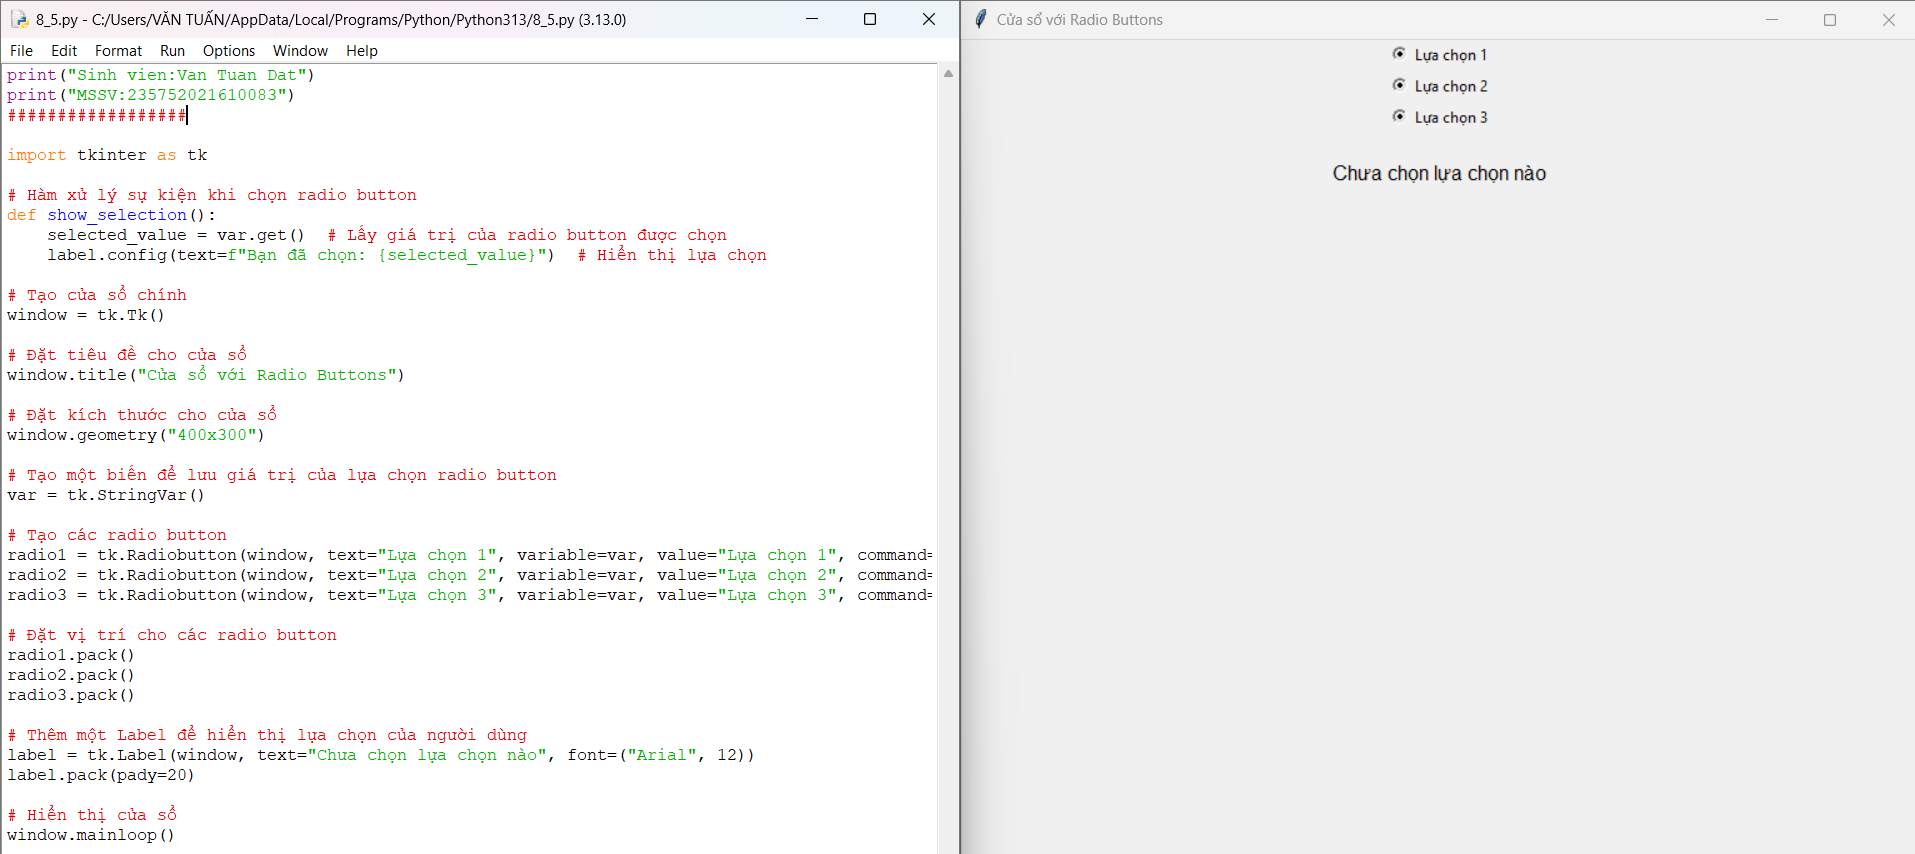 8_5.py - C:/Users/VĂN TUẤN/AppData/Local/Programs/Python/Python313/8_5.py (3.13.0)
File Edit Format Run Options Window Help
print("Sinh vien:Van Tuan Dat")
print("MSSV:235752021610083")
##################
import tkinter as tk
# Hàm xử lý sự kiện khi chọn radio button
def show_selection():
    selected_value = var.get()  # Lấy giá trị của radio button được chọn
    label.config(text=f"Bạn đã chọn: {selected_value}")  # Hiển thị lựa chọn
# Tạo cửa sổ chính
window = tk.Tk()
# Đặt tiêu đề cho cửa sổ
window.title("Cửa sổ với Radio Buttons")
# Đặt kích thước cho cửa sổ
window.geometry("400x300")
# Tạo một biến để lưu giá trị của lựa chọn radio button
var = tk.StringVar()
# Tạo các radio button
radio1 = tk.Radiobutton(window, text="Lựa chọn 1", variable=var, value="Lựa chọn 1", command=
radio2 = tk.Radiobutton(window, text="Lựa chọn 2", variable=var, value="Lựa chọn 2", command=
radio3 = tk.Radiobutton(window, text="Lựa chọn 3", variable=var, value="Lựa chọn 3", command=
# Đặt vị trí cho các radio button
radio1.pack()
radio2.pack()
radio3.pack()
# Thêm một Label để hiển thị lựa chọn của người dùng
label = tk.Label(window, text="Chưa chọn lựa chọn nào", font=("Arial", 12))
label.pack(pady=20)
# Hiển thị cửa sổ
window.mainloop()
Cửa sổ với Radio Buttons
Lựa chọn 1
Lựa chọn 2
Lựa chọn 3
Chưa chọn lựa chọn nào